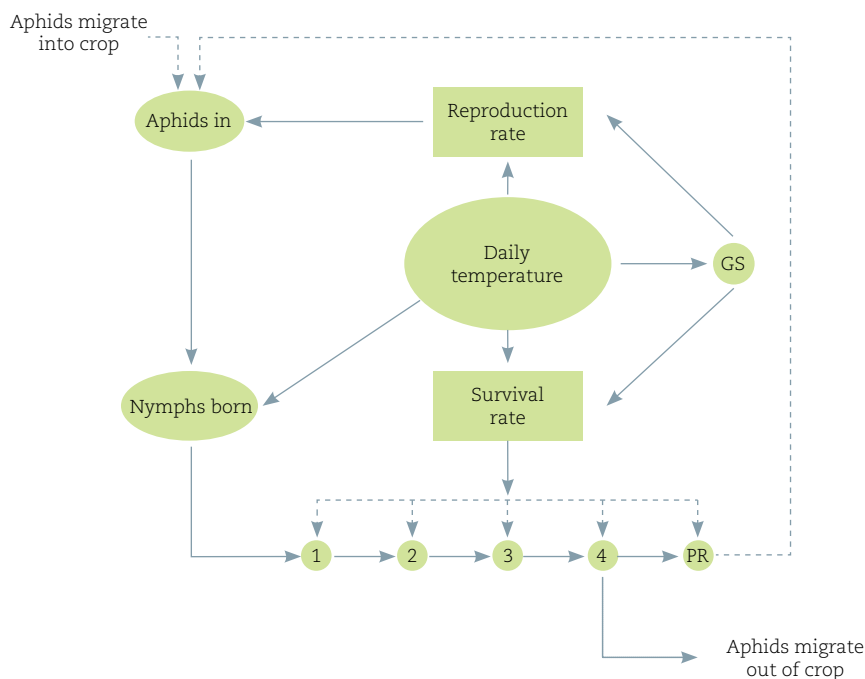 Aphids migrate
into crop
Aphids in
Reproduction
rate
Daily
temperature
GS
Nymphs born
Survival
rate
1
2
3
4
PR
Aphids migrate
out of crop